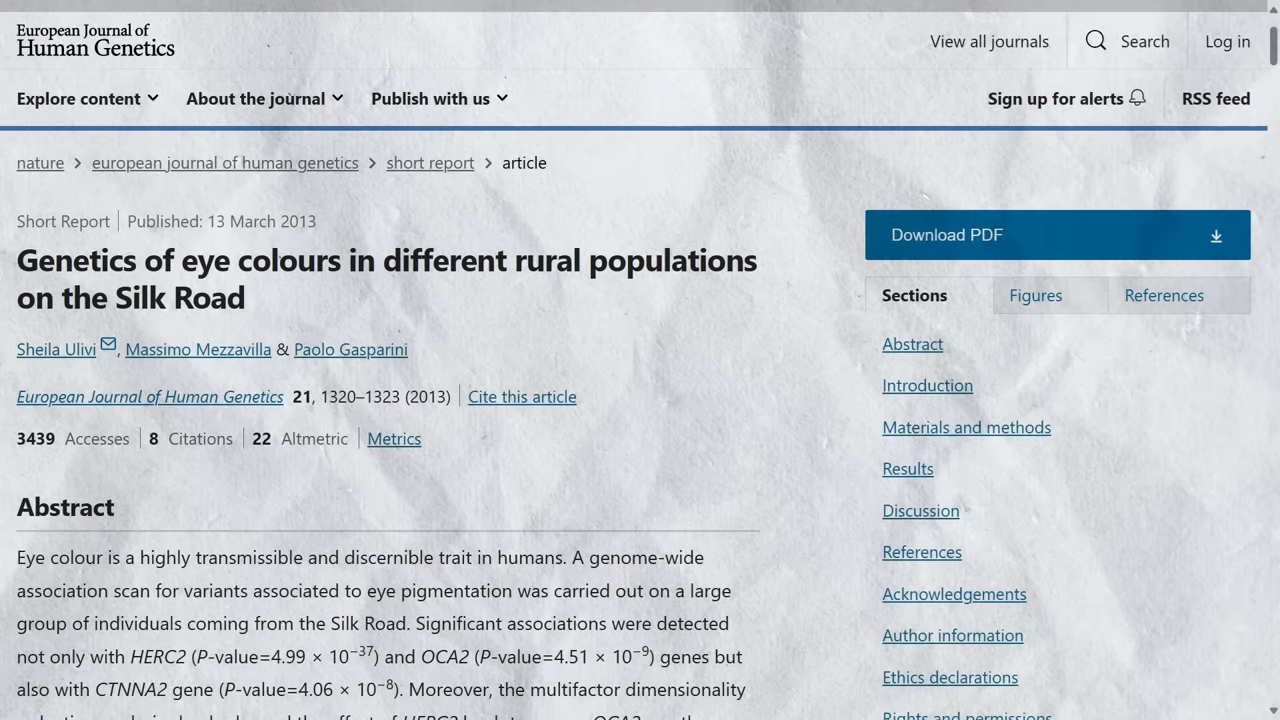 European Journal of
Human Genetics
View all journals
Search
Log in
Explore content
About the journal
Publish with us
Sign up for alerts
RSS feed
nature > european journal of human genetics > short report > article
Short Report | Published: 13 March 2013
Genetics of eye colours in different rural populations
on the Silk Road
Sheila Ulivi, Massimo Mezzavilla & Paolo Gasparini
European Journal of Human Genetics 21, 1320–1323 (2013) | Cite this article
3439 Accesses | 8 Citations | 22 Altmetric | Metrics
Abstract
Eye colour is a highly transmissible and discernible trait in humans. A genome-wide
association scan for variants associated to eye pigmentation was carried out on a large
group of individuals coming from the Silk Road. Significant associations were detected
not only with HERC2 (P-value=4.99 × 10−37) and OCA2 (P-value=4.51 × 10−9) genes but
also with CTNNA2 gene (P-value=4.06 × 10−8). Moreover, the multifactor dimensionality
Download PDF
Sections
Figures
References
Abstract
Introduction
Materials and methods
Results
Discussion
References
Acknowledgements
Author information
Ethics declarations
Rights and permissions